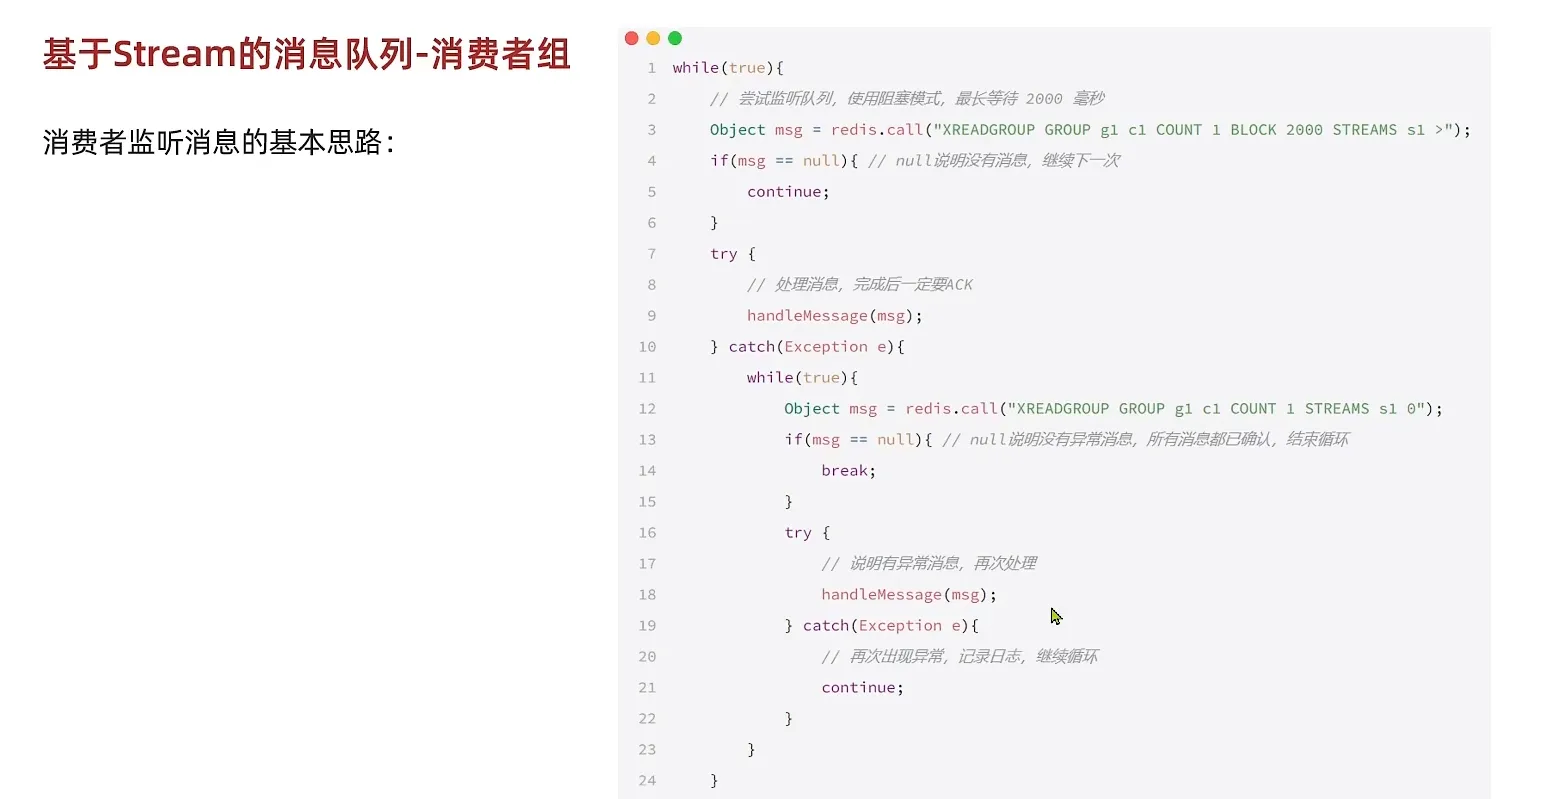 基于Stream的消息队列-消费者组
消费者监听消息的基本思路：
1 while(true){
2     // 尝试监听队列，使用阻塞模式，最长等待 2000 毫秒
3     Object msg = redis.call("XREADGROUP GROUP g1 c1 COUNT 1 BLOCK 2000 STREAMS s1 >");
4     if(msg == null){ // null说明没有消息，继续下一次
5         continue;
6     }
7     try {
8         // 处理消息，完成后一定要ACK
9         handleMessage(msg);
10     } catch(Exception e){
11         while(true){
12             Object msg = redis.call("XREADGROUP GROUP g1 c1 COUNT 1 STREAMS s1 0");
13             if(msg == null){ // null说明没有异常消息，所有消息都已确认，结束循环
14                 break;
15             }
16             try {
17                 // 说明有异常消息，再次处理
18                 handleMessage(msg);
19             } catch(Exception e){
20                 // 再次出现异常，记录日志，继续循环
21                 continue;
22             }
23         }
24     }